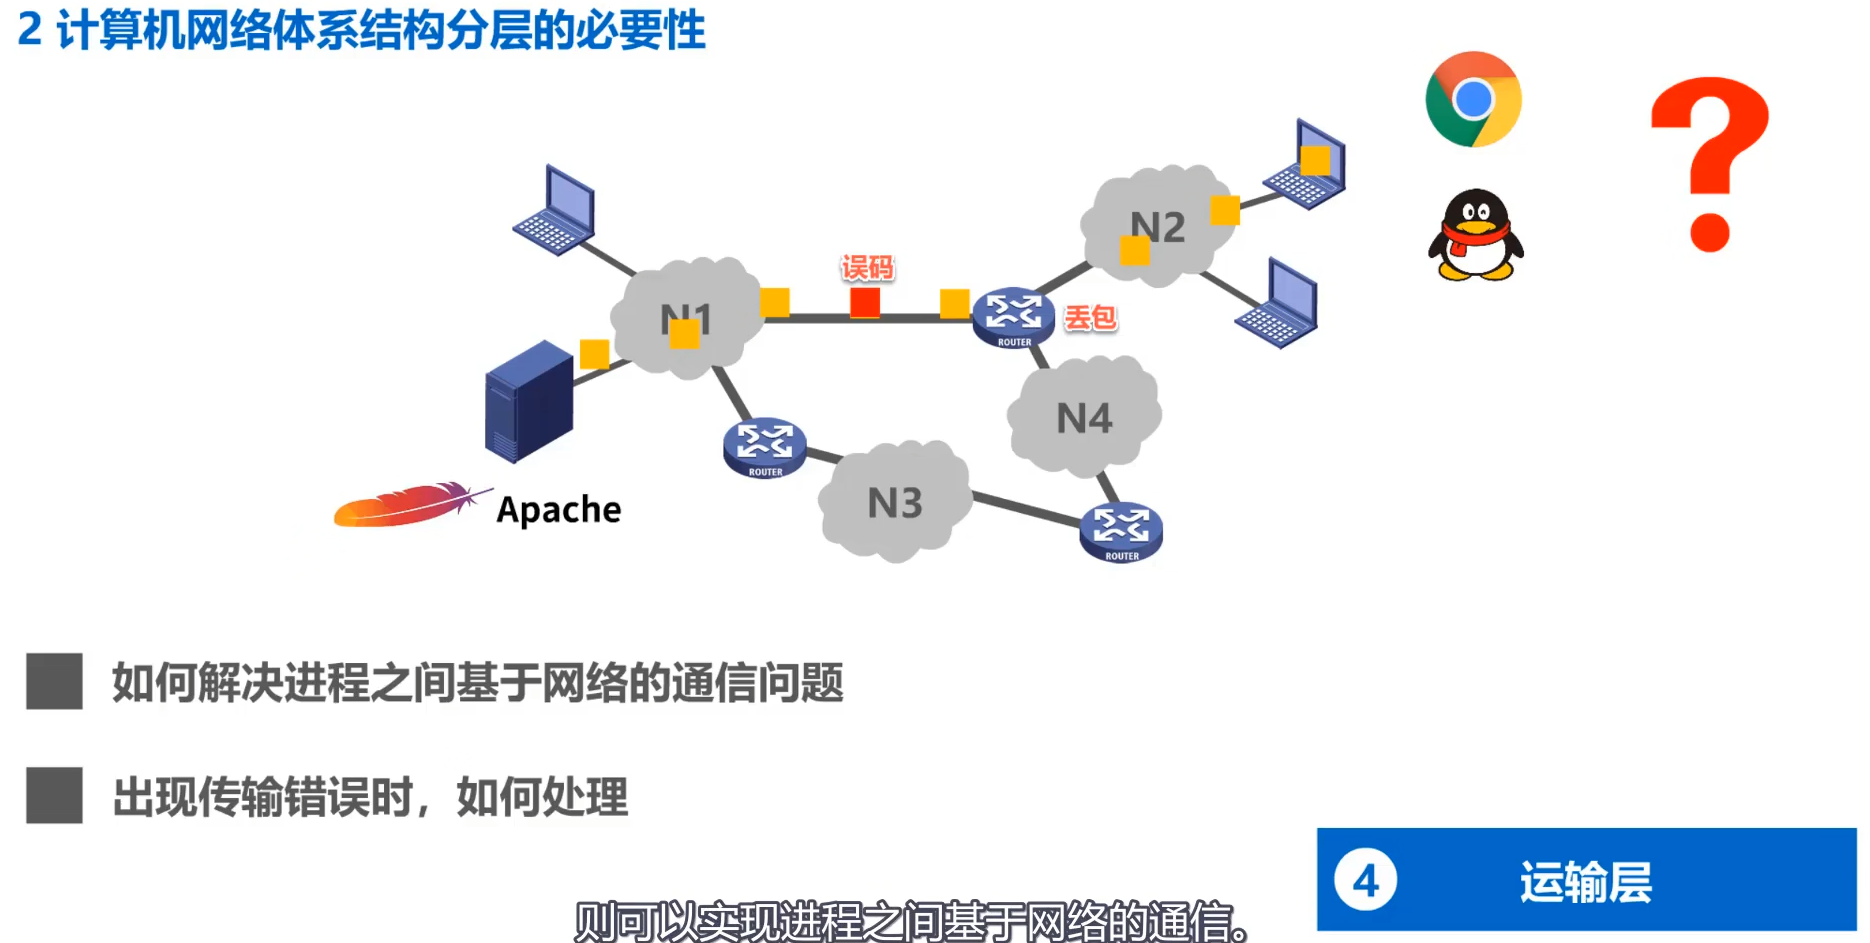 2 计算机网络体系结构分层的必要性
误码
N2
N1
丢包
ROUTER
N4
ROUTER
N3
Apache
ROUTER
如何解决进程之间基于网络的通信问题
出现传输错误时，如何处理
4 运输层
则可以实现进程之间基于网络的通信。